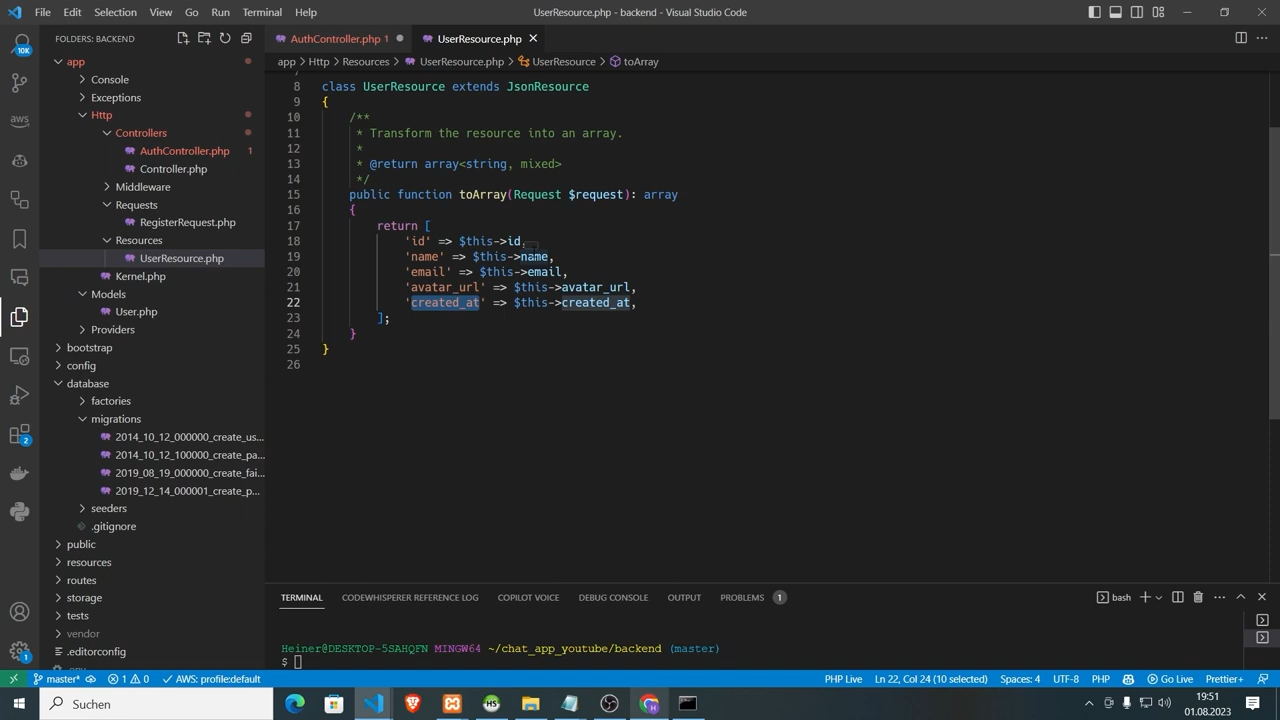 File Edit Selection View Go Run Terminal Help
UserResource.php - backend - Visual Studio Code
FOLDERS: BACKEND
AuthController.php 1
UserResource.php
app > Http > Resources > UserResource.php > UserResource > toArray
10K
aws
2
1
app
Console
Exceptions
Http
Controllers
AuthController.php 1
Controller.php
Middleware
Requests
RegisterRequest.php
Resources
UserResource.php
Kernel.php
Models
User.php
Providers
bootstrap
config
database
factories
migrations
2014_10_12_000000_create_us...
2014_10_12_100000_create_pa...
2019_08_19_000000_create_fai...
2019_12_14_000001_create_p...
seeders
.gitignore
public
resources
routes
storage
tests
vendor
.editorconfig
8 class UserResource extends JsonResource
9 {
10 /**
11 * Transform the resource into an array.
12 *
13 * @return array<string, mixed>
14 */
15 public function toArray(Request $request): array
16 {
17 return [
18 'id' => $this->id,
19 'name' => $this->name,
20 'email' => $this->email,
21 'avatar_url' => $this->avatar_url,
22 'created_at' => $this->created_at,
23 ];
24 }
25 }
26
TERMINAL CODEWHISPERER REFERENCE LOG COPILOT VOICE DEBUG CONSOLE OUTPUT PROBLEMS 1
bash
Heiner@DESKTOP-5SAHQFN MINGW64 ~/chat_app_youtube/backend (master)
$
master* 1 0 AWS: profile:default
PHP Live Ln 22, Col 24 (10 selected) Spaces: 4 UTF-8 PHP Go Live Prettier+
Suchen
19:51
01.08.2023